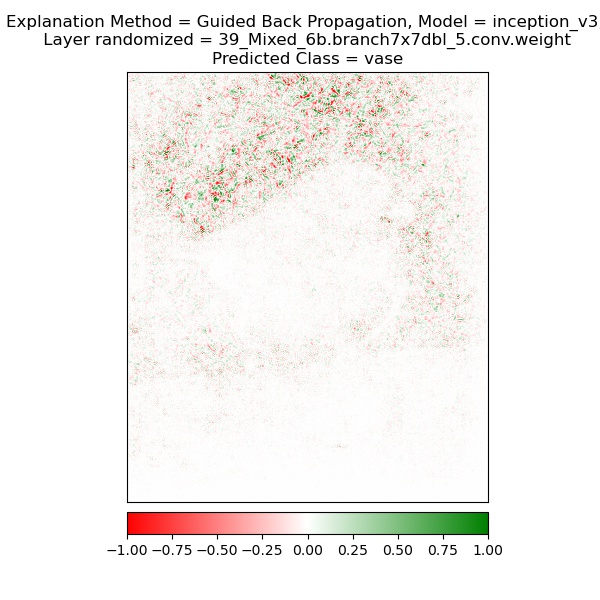 Explanation Method = Guided Back Propagation, Model = inception_v3
Layer randomized = 39_Mixed_6b.branch7x7dbl_5.conv.weight
Predicted Class = vase
−1.00 −0.75 −0.50 −0.25 0.00 0.25 0.50 0.75 1.00